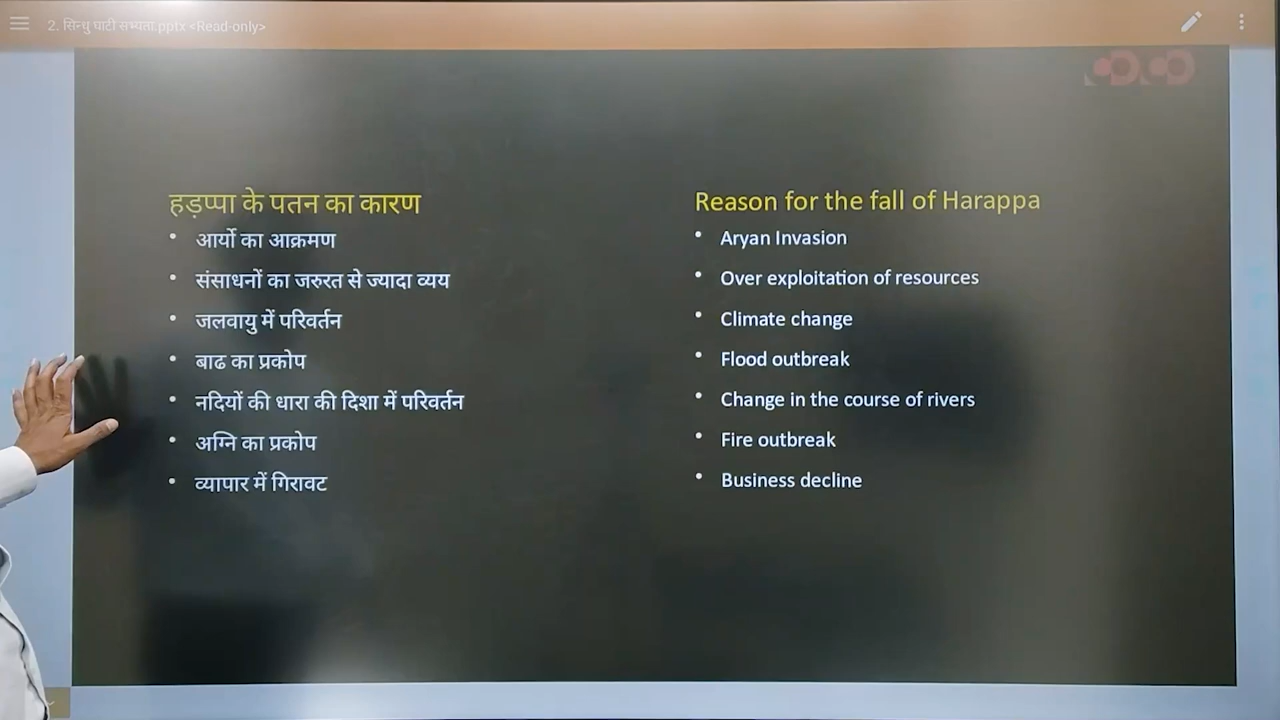 2. सिन्धु घाटी सभ्यता.pptx <Read-only>
हड़प्पा के पतन का कारण
• आर्यो का आक्रमण
• संसाधनों का जरुरत से ज्यादा व्यय
• जलवायु में परिवर्तन
• बाढ का प्रकोप
• नदियों की धारा की दिशा में परिवर्तन
• अग्नि का प्रकोप
• व्यापार में गिरावट
Reason for the fall of Harappa
• Aryan Invasion
• Over exploitation of resources
• Climate change
• Flood outbreak
• Change in the course of rivers
• Fire outbreak
• Business decline